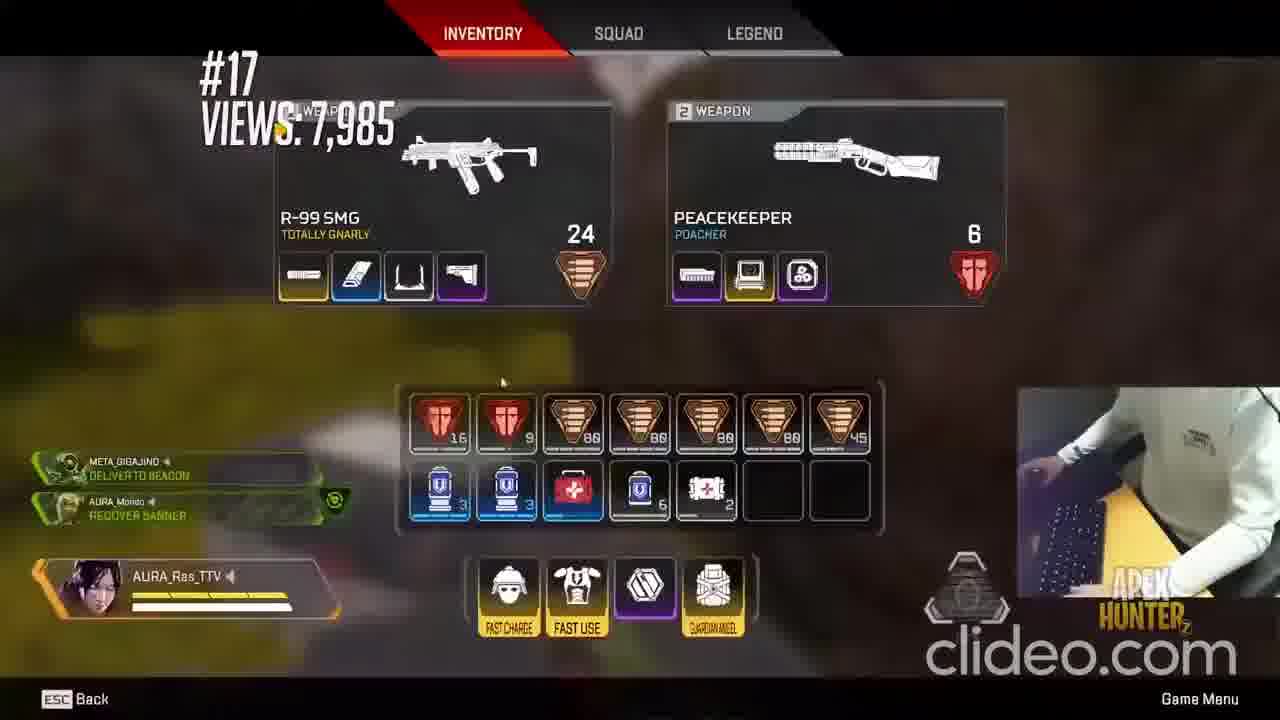 INVENTORY SQUAD LEGEND
#17
VIEWS: 7,985
WEAPON
2 WEAPON
R-99 SMG
TOTALLY GNARLY
24
PEACEKEEPER
POACHER
6
16 9 80 80 80 80 45
3 3 6 2
META_GIGAJIND
DELIVER TO BEACON
AURA_Mondo
RECOVER BANNER
AURA_Ras_TTV
FAST CHARGE FAST USE GUARDIAN ANGEL
APEX
HUNTERZ
clideo.com
ESC Back
Game Menu